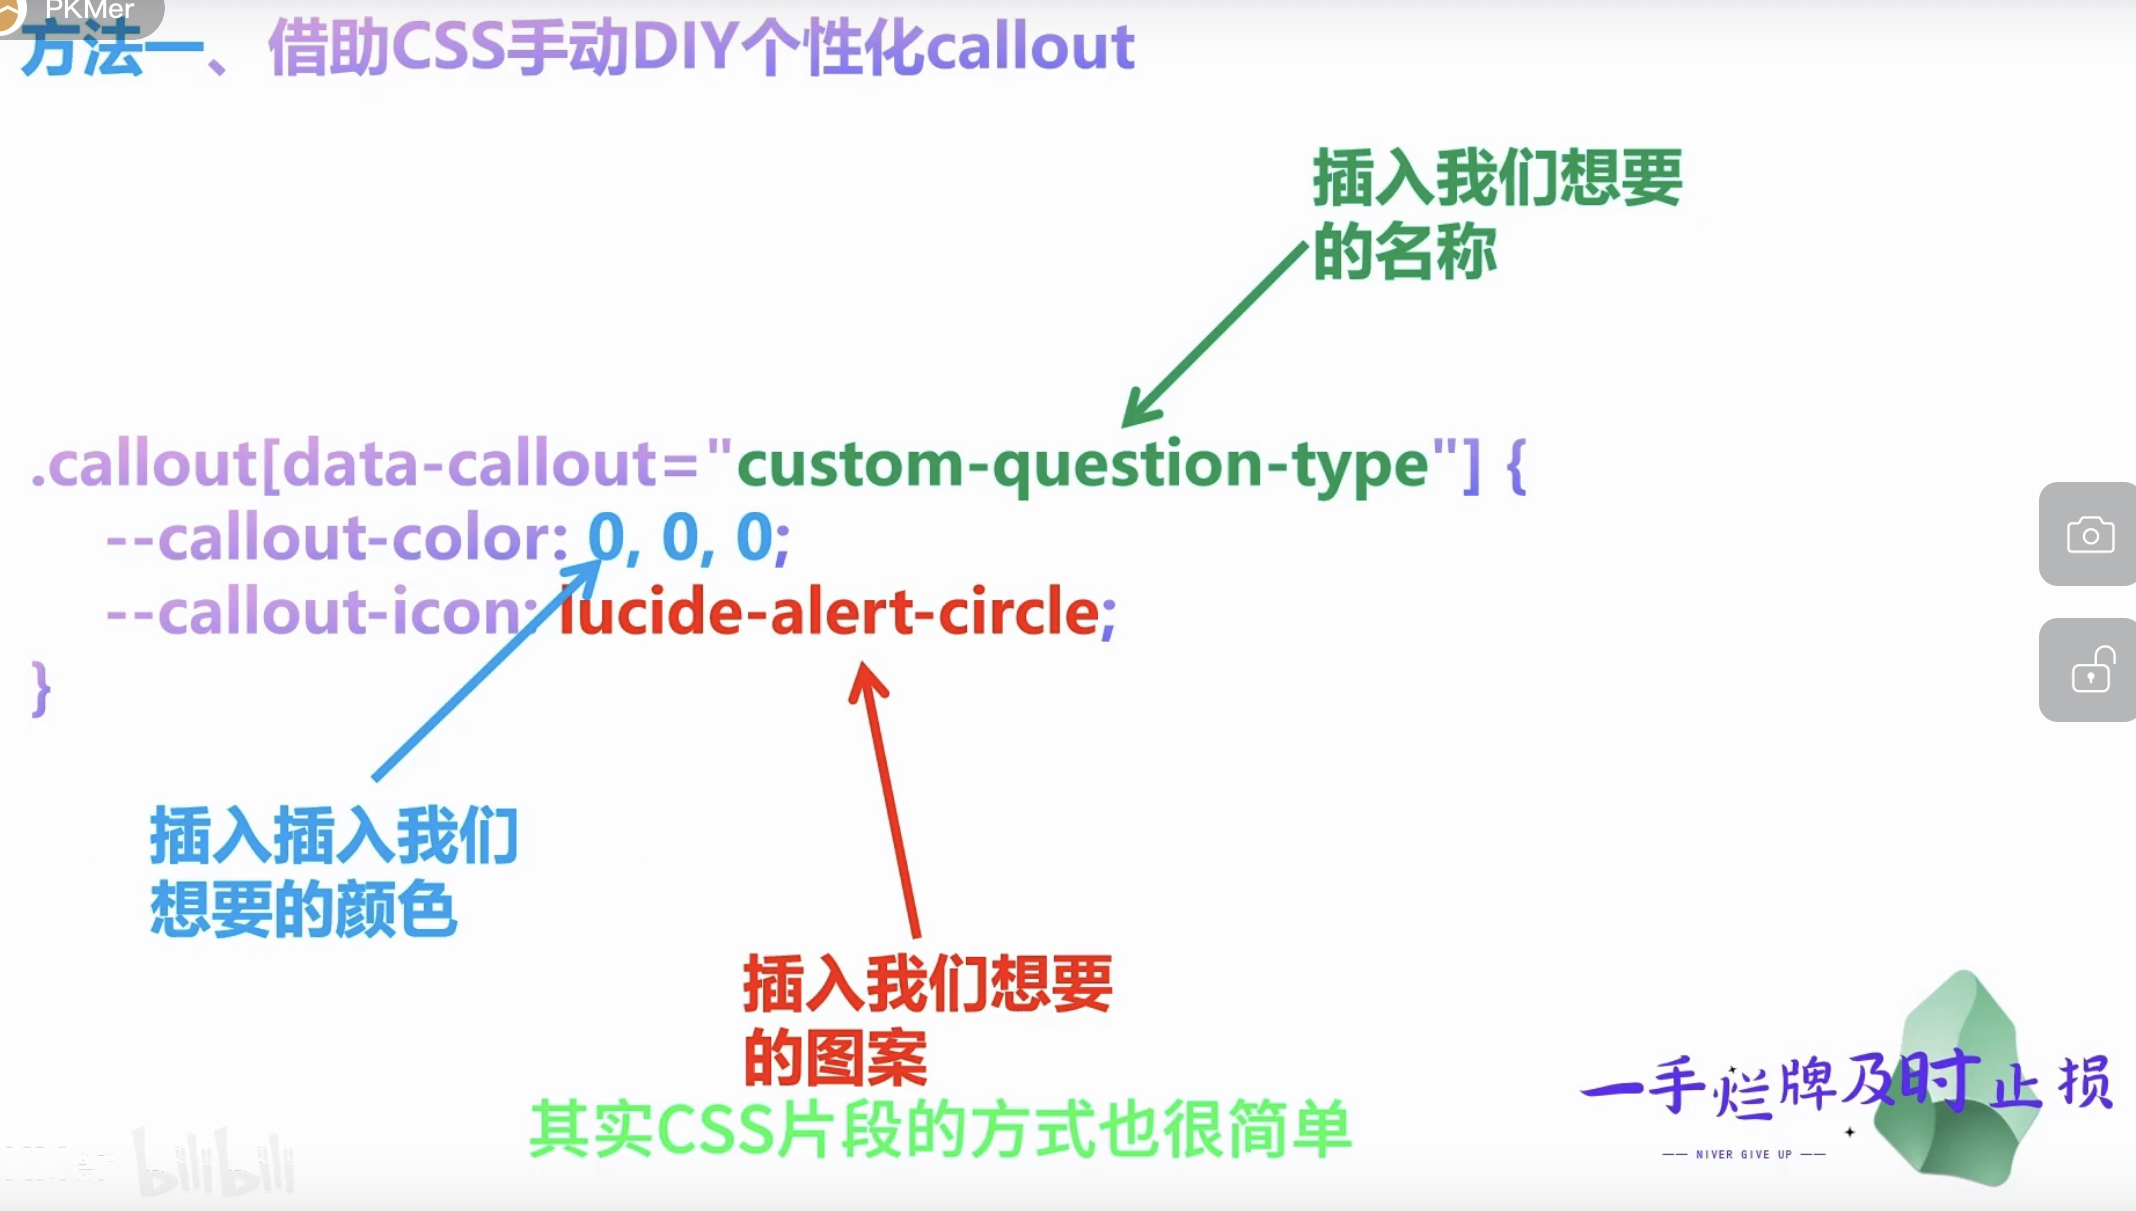 PKMer
方法一、借助CSS手动DIY个性化callout
插入我们想要
的名称
.callout[data-callout="custom-question-type"] {
--callout-color: 0, 0, 0;
--callout-icon: lucide-alert-circle;
}
插入插入我们
想要的颜色
插入我们想要
的图案
其实CSS片段的方式也很简单
一手烂牌及时止损
—— NIVER GIVE UP ——
bilibili